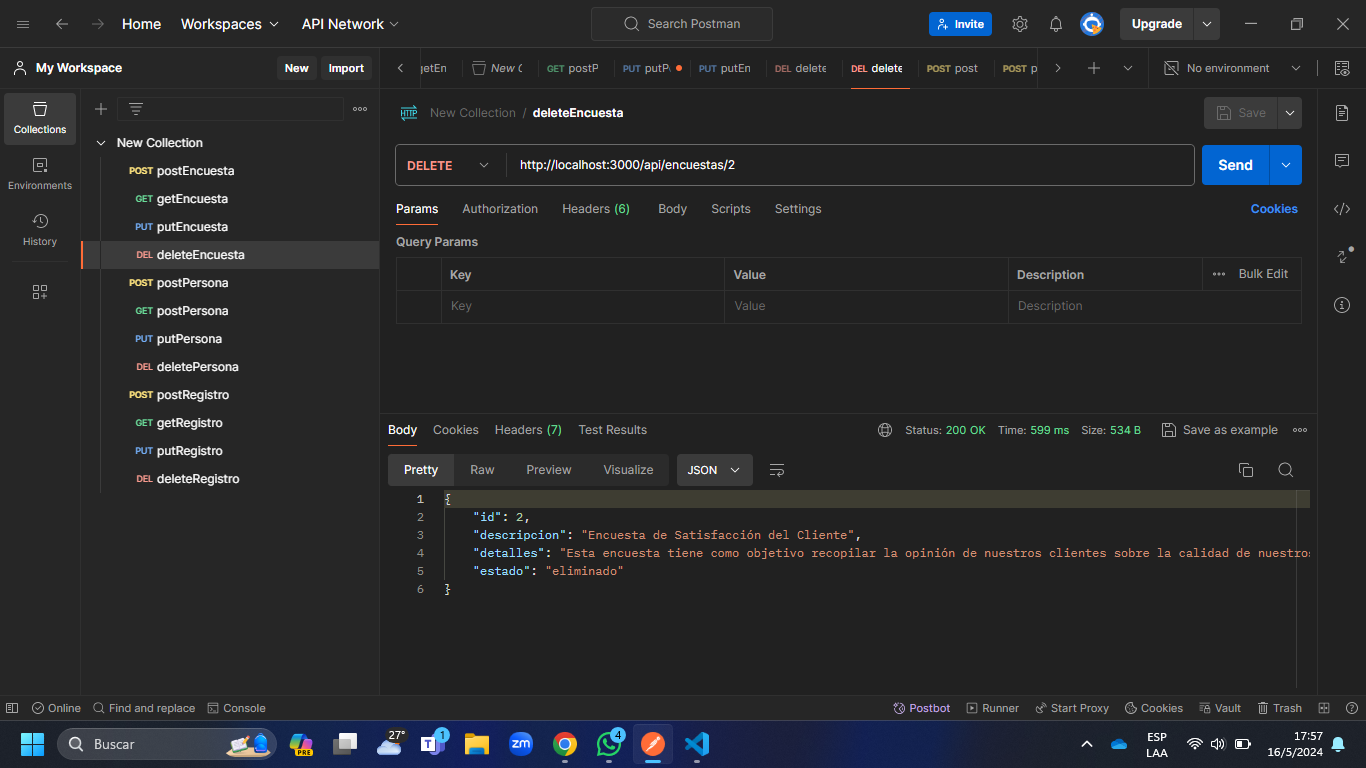 Home Workspaces API Network Search Postman Invite Upgrade
My Workspace New Import getEn New C GET postP PUT putP PUT putEn DEL delete DEL delete POST post POST p No environment
Collections
Environments
History
New Collection
POST postEncuesta
GET getEncuesta
PUT putEncuesta
DEL deleteEncuesta
POST postPersona
GET postPersona
PUT putPersona
DEL deletePersona
POST postRegistro
GET getRegistro
PUT putRegistro
DEL deleteRegistro
HTTP New Collection / deleteEncuesta Save
DELETE http://localhost:3000/api/encuestas/2 Send
Params Authorization Headers (6) Body Scripts Settings Cookies
Query Params
Key Value Description Bulk Edit
Key Value Description
Body Cookies Headers (7) Test Results Status: 200 OK Time: 599 ms Size: 534 B Save as example
Pretty Raw Preview Visualize JSON
1 {
2 "id": 2,
3 "descripcion": "Encuesta de Satisfacción del Cliente",
4 "detalles": "Esta encuesta tiene como objetivo recopilar la opinión de nuestros clientes sobre la calidad de nuestros
5 "estado": "eliminado"
6 }
Online Find and replace Console Postbot Runner Start Proxy Cookies Vault Trash
Buscar PRE 27° 1 zm 4 ESP 17:57
LAA 16/5/2024